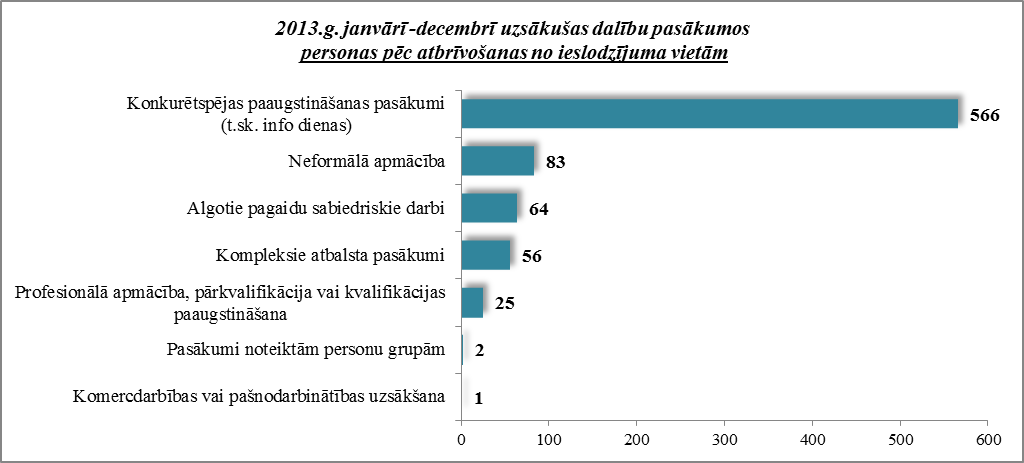 2013.g. janvārī -decembrī uzsākušas dalību pasākumos
personas pēc atbrīvošanas no ieslodzījuma vietām
Konkurētspējas paaugstināšanas pasākumi
(t.sk. info dienas)
566
Neformālā apmācība
83
Algotie pagaidu sabiedriskie darbi
64
Kompleksie atbalsta pasākumi
56
Profesionālā apmācība, pārkvalifikācija vai kvalifikācijas
paaugstināšana
25
Pasākumi noteiktām personu grupām
2
Komercdarbības vai pašnodarbinātības uzsākšana
1
0 100 200 300 400 500 600